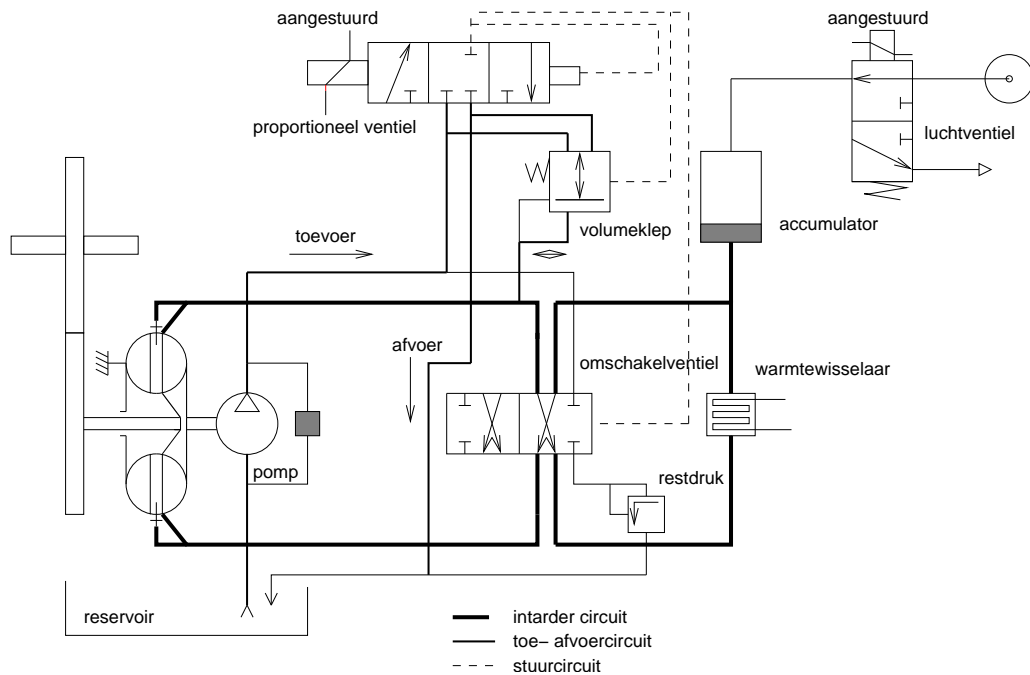 aangestuurd
aangestuurd
proportioneel ventiel
luchtventiel
accumulator
volumeklep
toevoer
afvoer
omschakelventiel
warmtewisselaar
pomp
restdruk
reservoir
intarder circuit
toe− afvoercircuit
stuurcircuit